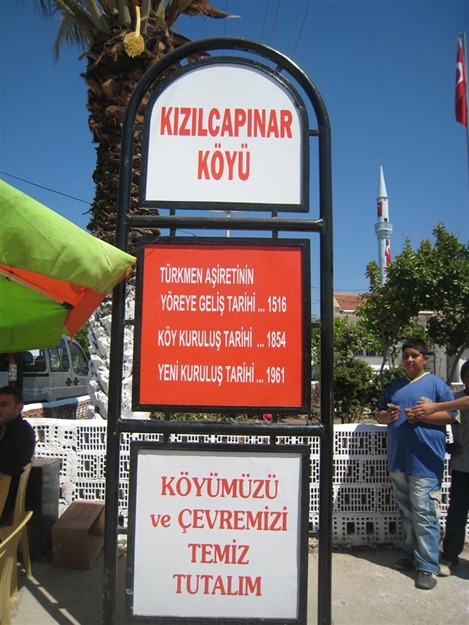 KIZILCAPINAR
KÖYÜ
TÜRKMEN AŞİRETİNİN
YÖREYE GELİŞ TARİHİ ... 1516
KÖY KURULUŞ TARİHİ ... 1854
YENİ KURULUŞ TARİHİ ... 1961
KÖYÜMÜZÜ
ve ÇEVREMİZİ
TEMİZ
TUTALIM